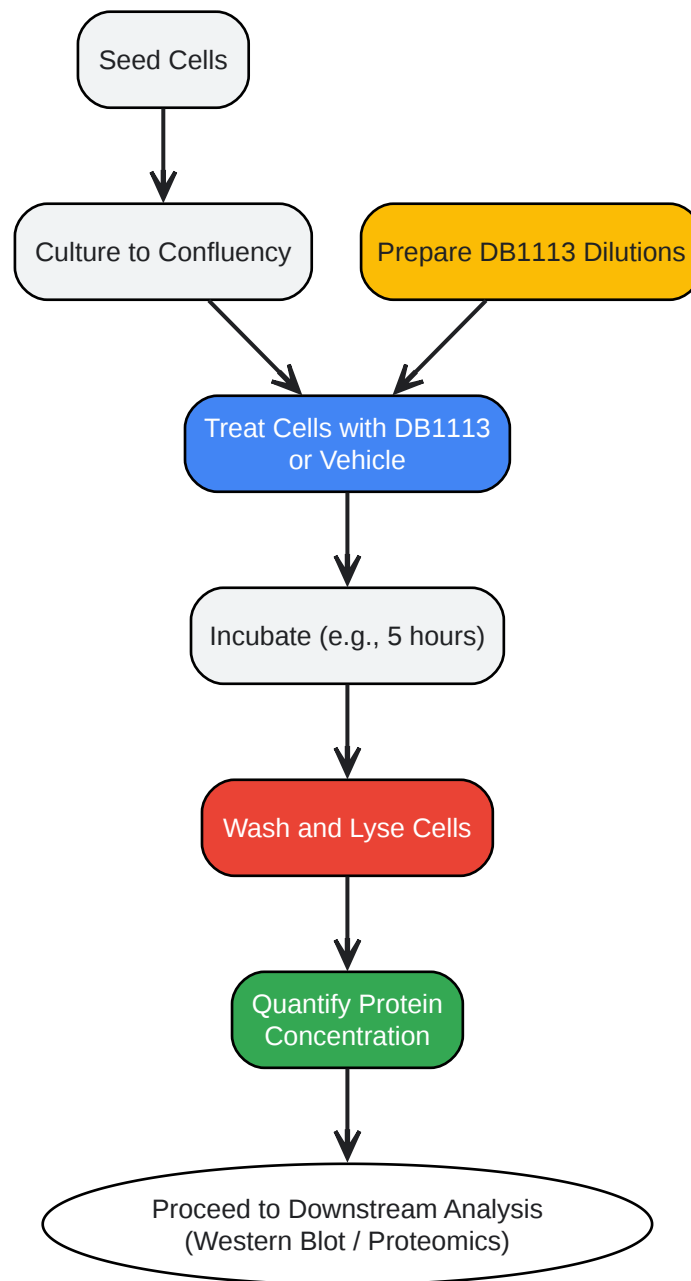 Seed Cells
Culture to Confluency
Prepare DB1113 Dilutions
Treat Cells with DB1113
or Vehicle
Incubate (e.g., 5 hours)
Wash and Lyse Cells
Quantify Protein
Concentration
Proceed to Downstream Analysis
(Western Blot / Proteomics)